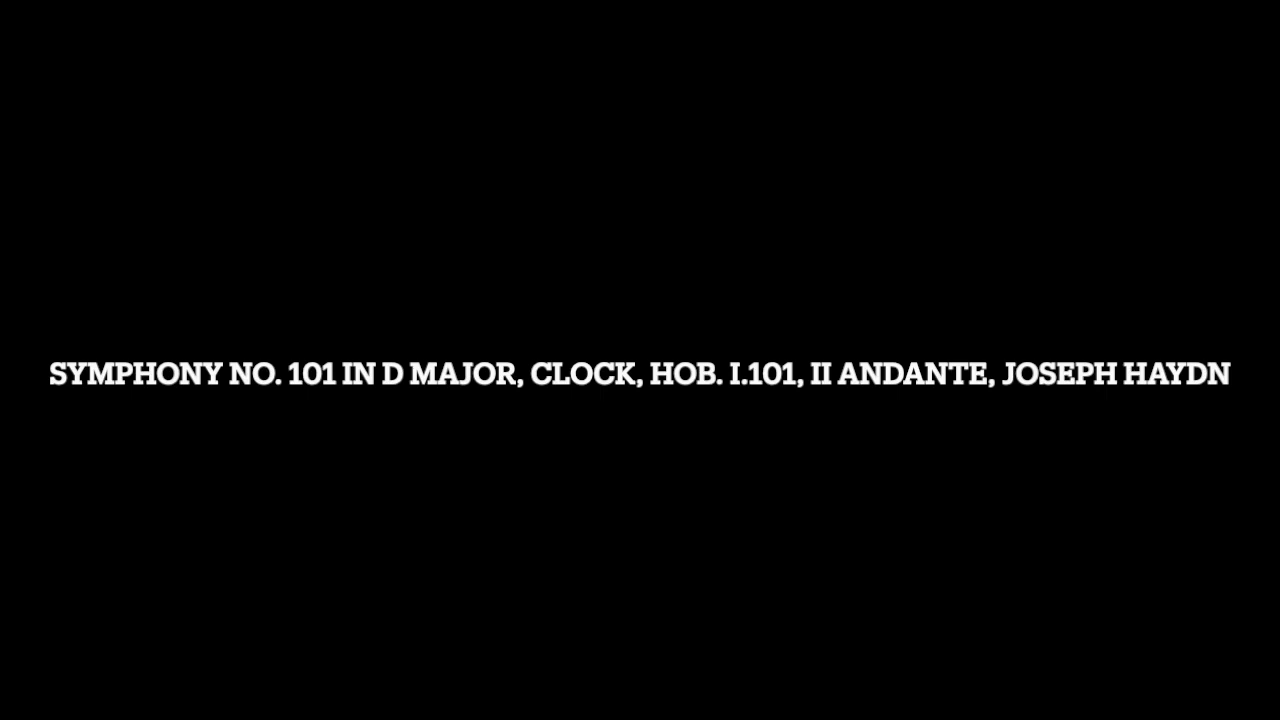 SYMPHONY NO. 101 IN D MAJOR, CLOCK, HOB. I.101, II ANDANTE, JOSEPH HAYDN